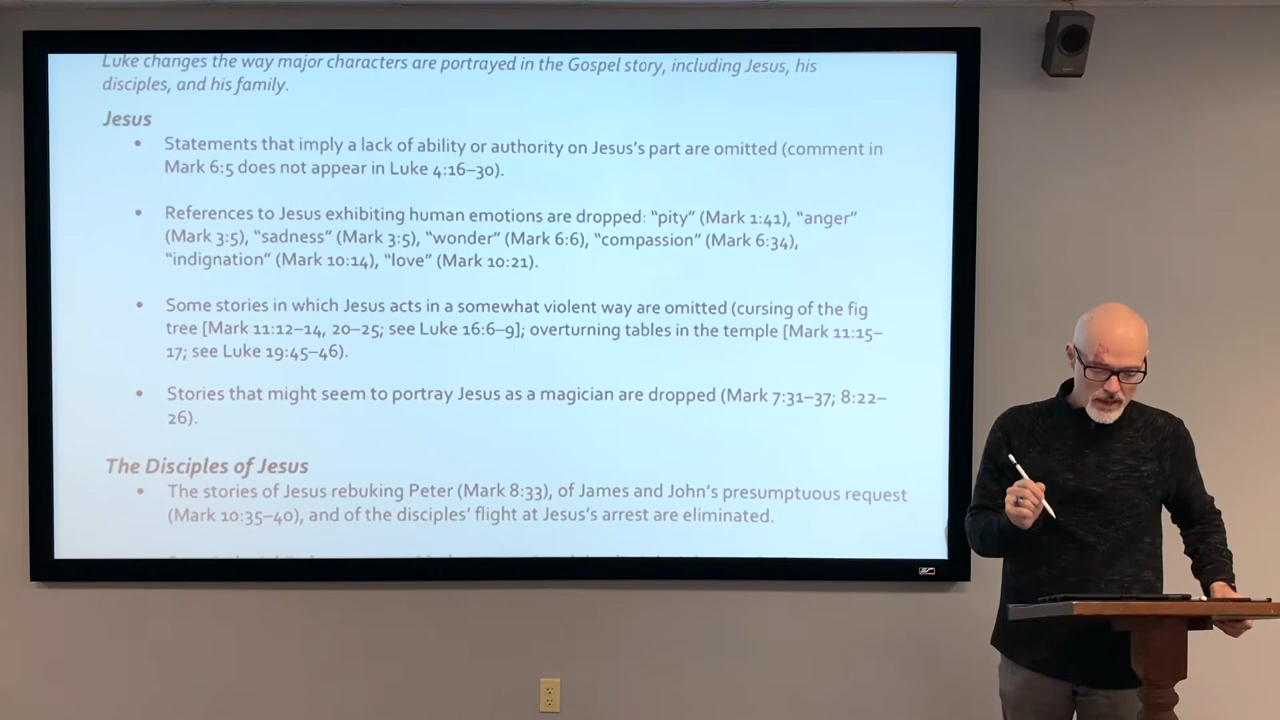 Luke changes the way major characters are portrayed in the Gospel story, including Jesus, his
disciples, and his family.
Jesus
• Statements that imply a lack of ability or authority on Jesus's part are omitted (comment in
Mark 6:5 does not appear in Luke 4:16–30).
• References to Jesus exhibiting human emotions are dropped: "pity" (Mark 1:41), "anger"
(Mark 3:5), "sadness" (Mark 3:5), "wonder" (Mark 6:6), "compassion" (Mark 6:34),
"indignation" (Mark 10:14), "love" (Mark 10:21).
• Some stories in which Jesus acts in a somewhat violent way are omitted (cursing of the fig
tree [Mark 11:12–14, 20–25; see Luke 16:6–9]; overturning tables in the temple [Mark 11:15–
17; see Luke 19:45–46).
• Stories that might seem to portray Jesus as a magician are dropped (Mark 7:31–37; 8:22–
26).
The Disciples of Jesus
• The stories of Jesus rebuking Peter (Mark 8:33), of James and John's presumptuous request
(Mark 10:35–40), and of the disciples' flight at Jesus's arrest are eliminated.